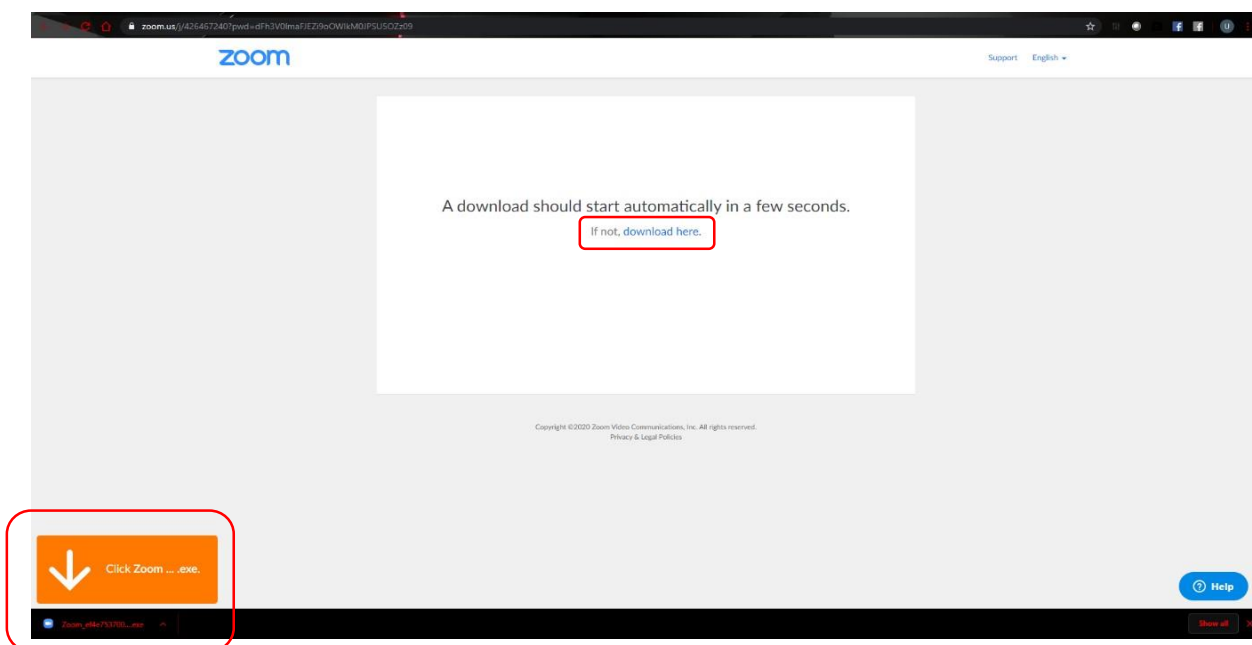 zoom.us/j/426467240?pwd=
zoom
Support English
A download should start automatically in a few seconds.
If not, download here.
Copyright ©2020 Zoom Video Communications, Inc. All rights reserved.
Privacy & Legal Policies
Click Zoom ... .exe.
Help
Show all